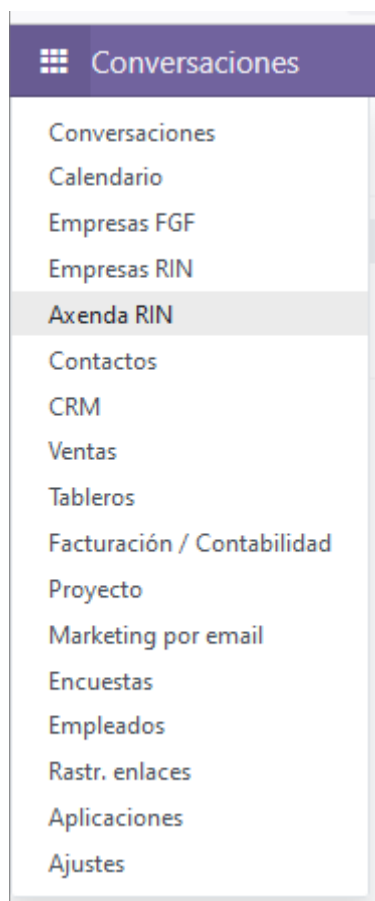 Conversaciones
Conversaciones
Calendario
Empresas FGF
Empresas RIN
Axenda RIN
Contactos
CRM
Ventas
Tableros
Facturación / Contabilidad
Proyecto
Marketing por email
Encuestas
Empleados
Rastr. enlaces
Aplicaciones
Ajustes